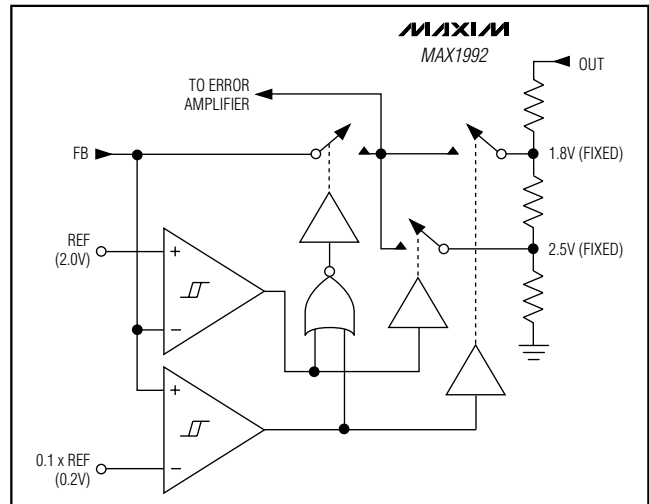 MAXIM
MAX1992
OUT
TO ERROR
AMPLIFIER
FB
1.8V (FIXED)
REF
(2.0V)
+
−
2.5V (FIXED)
+
−
0.1 x REF
(0.2V)